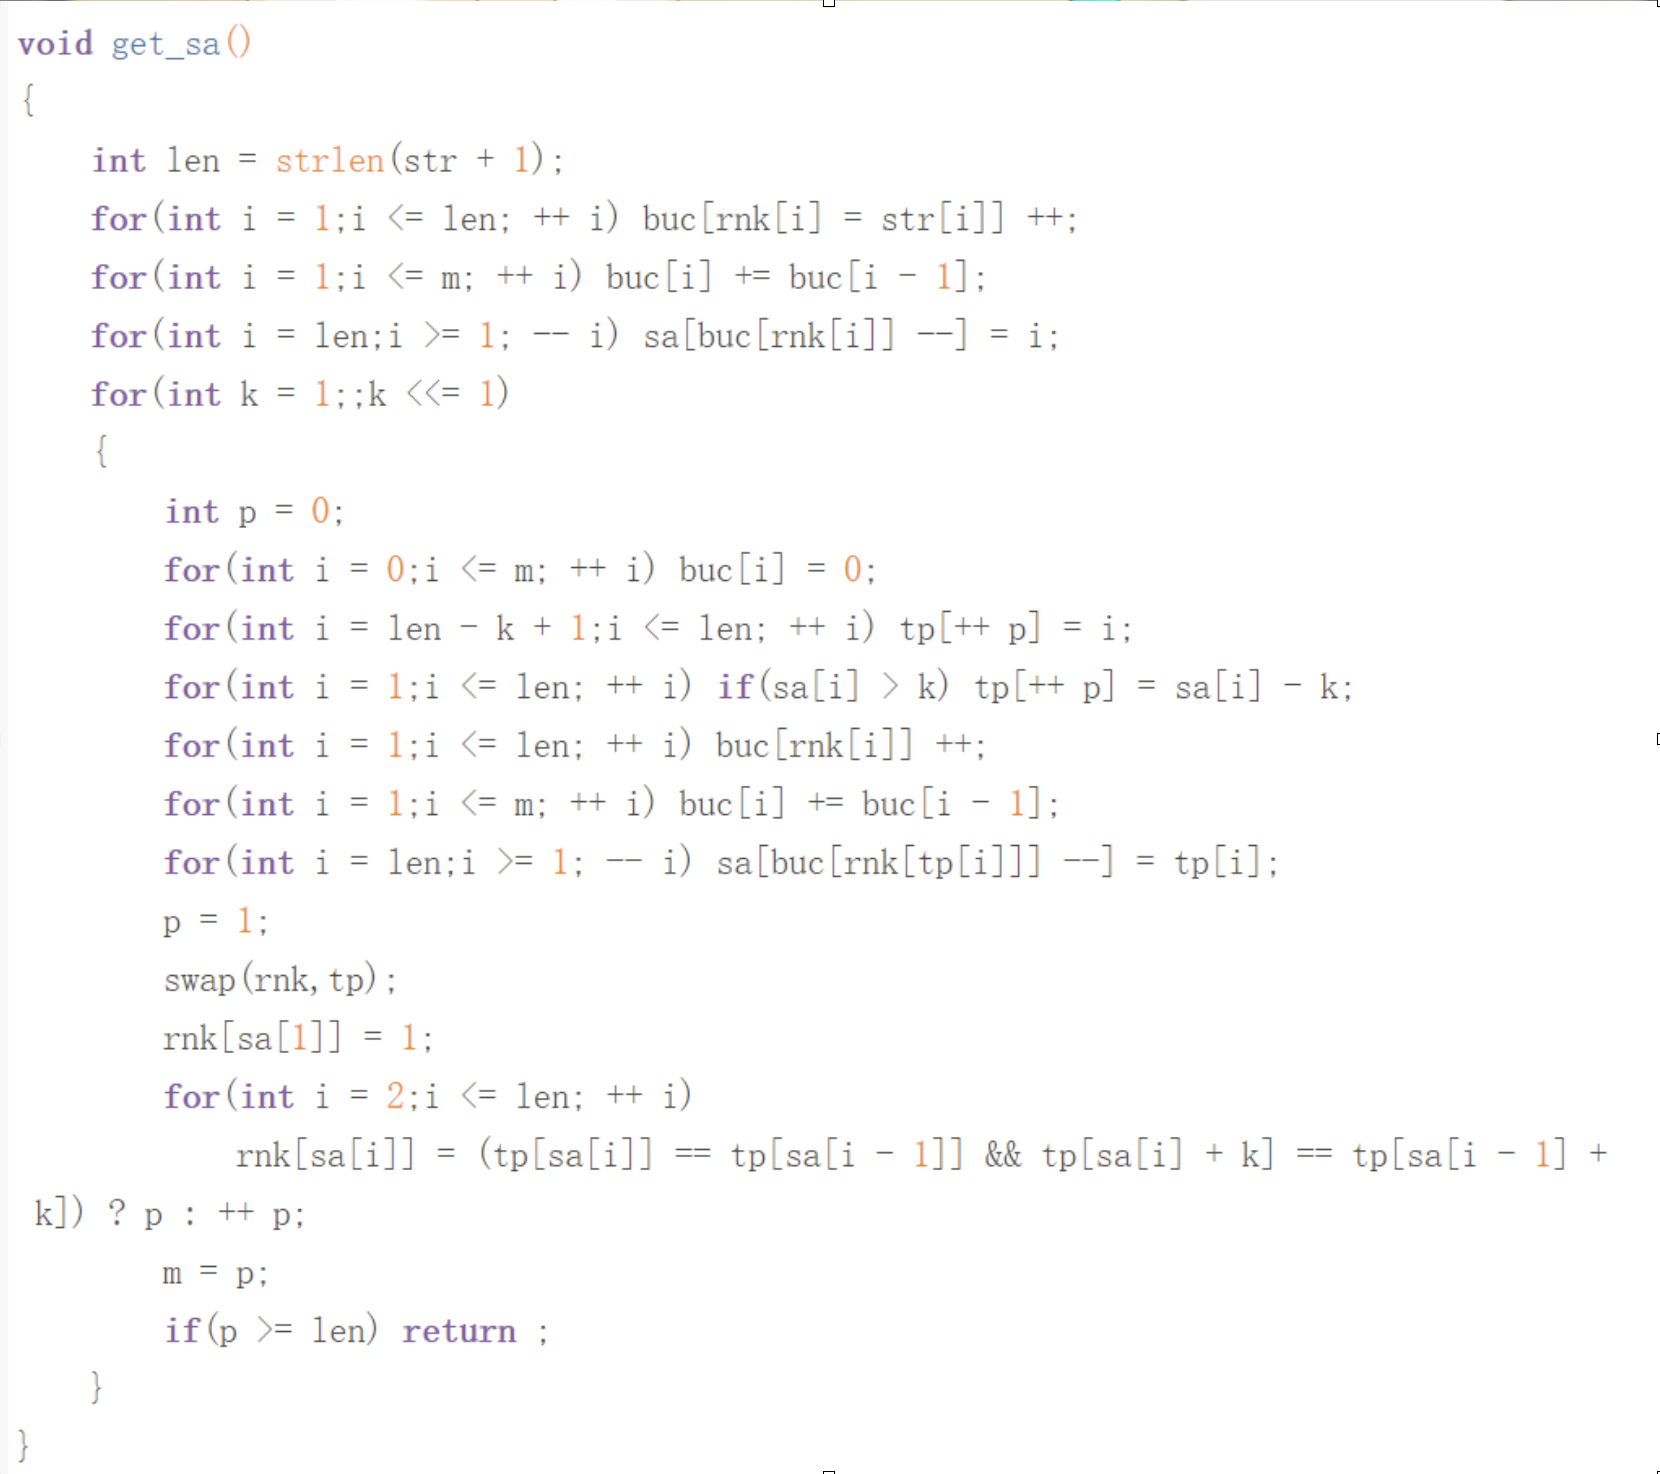 void get_sa()
{
    int len = strlen(str + 1);
    for(int i = 1;i <= len; ++ i) buc[rnk[i] = str[i]] ++;
    for(int i = 1;i <= m; ++ i) buc[i] += buc[i - 1];
    for(int i = len;i >= 1; -- i) sa[buc[rnk[i]] --] = i;
    for(int k = 1;;k <<= 1)
    {
        int p = 0;
        for(int i = 0;i <= m; ++ i) buc[i] = 0;
        for(int i = len - k + 1;i <= len; ++ i) tp[++ p] = i;
        for(int i = 1;i <= len; ++ i) if(sa[i] > k) tp[++ p] = sa[i] - k;
        for(int i = 1;i <= len; ++ i) buc[rnk[i]] ++;
        for(int i = 1;i <= m; ++ i) buc[i] += buc[i - 1];
        for(int i = len;i >= 1; -- i) sa[buc[rnk[tp[i]]] --] = tp[i];
        p = 1;
        swap(rnk,tp);
        rnk[sa[1]] = 1;
        for(int i = 2;i <= len; ++ i)
            rnk[sa[i]] = (tp[sa[i]] == tp[sa[i - 1]] && tp[sa[i] + k] == tp[sa[i - 1] +
k]) ? p : ++ p;
        m = p;
        if(p >= len) return ;
    }
}